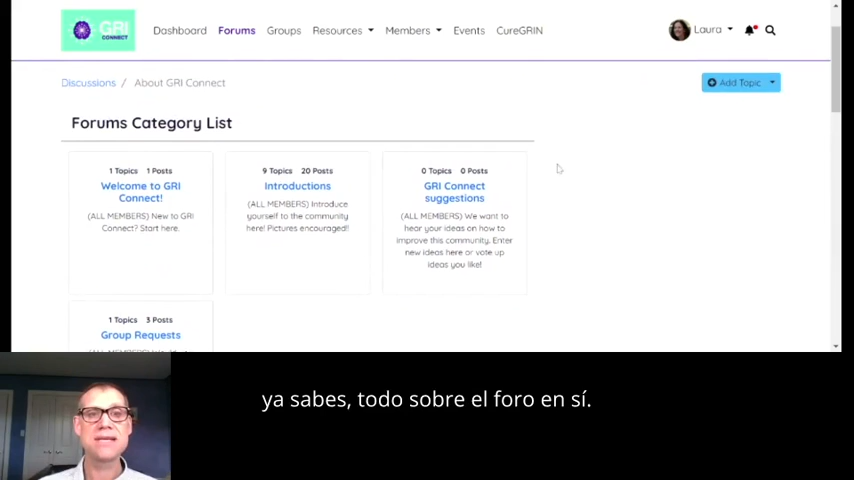 GRI
CONNECT
Dashboard Forums Groups Resources Members Events CureGRIN Laura
Discussions / About GRI Connect
Add Topic
Forums Category List
1 Topics 1 Posts
Welcome to GRI
Connect!
(ALL MEMBERS) New to GRI
Connect? Start here.
9 Topics 20 Posts
Introductions
(ALL MEMBERS) Introduce
yourself to the community
here! Pictures encouraged!
0 Topics 0 Posts
GRI Connect
suggestions
(ALL MEMBERS) We want to
hear your ideas on how to
improve this community. Enter
new ideas here or vote up
ideas you like!
1 Topics 3 Posts
Group Requests
ya sabes, todo sobre el foro en sí.